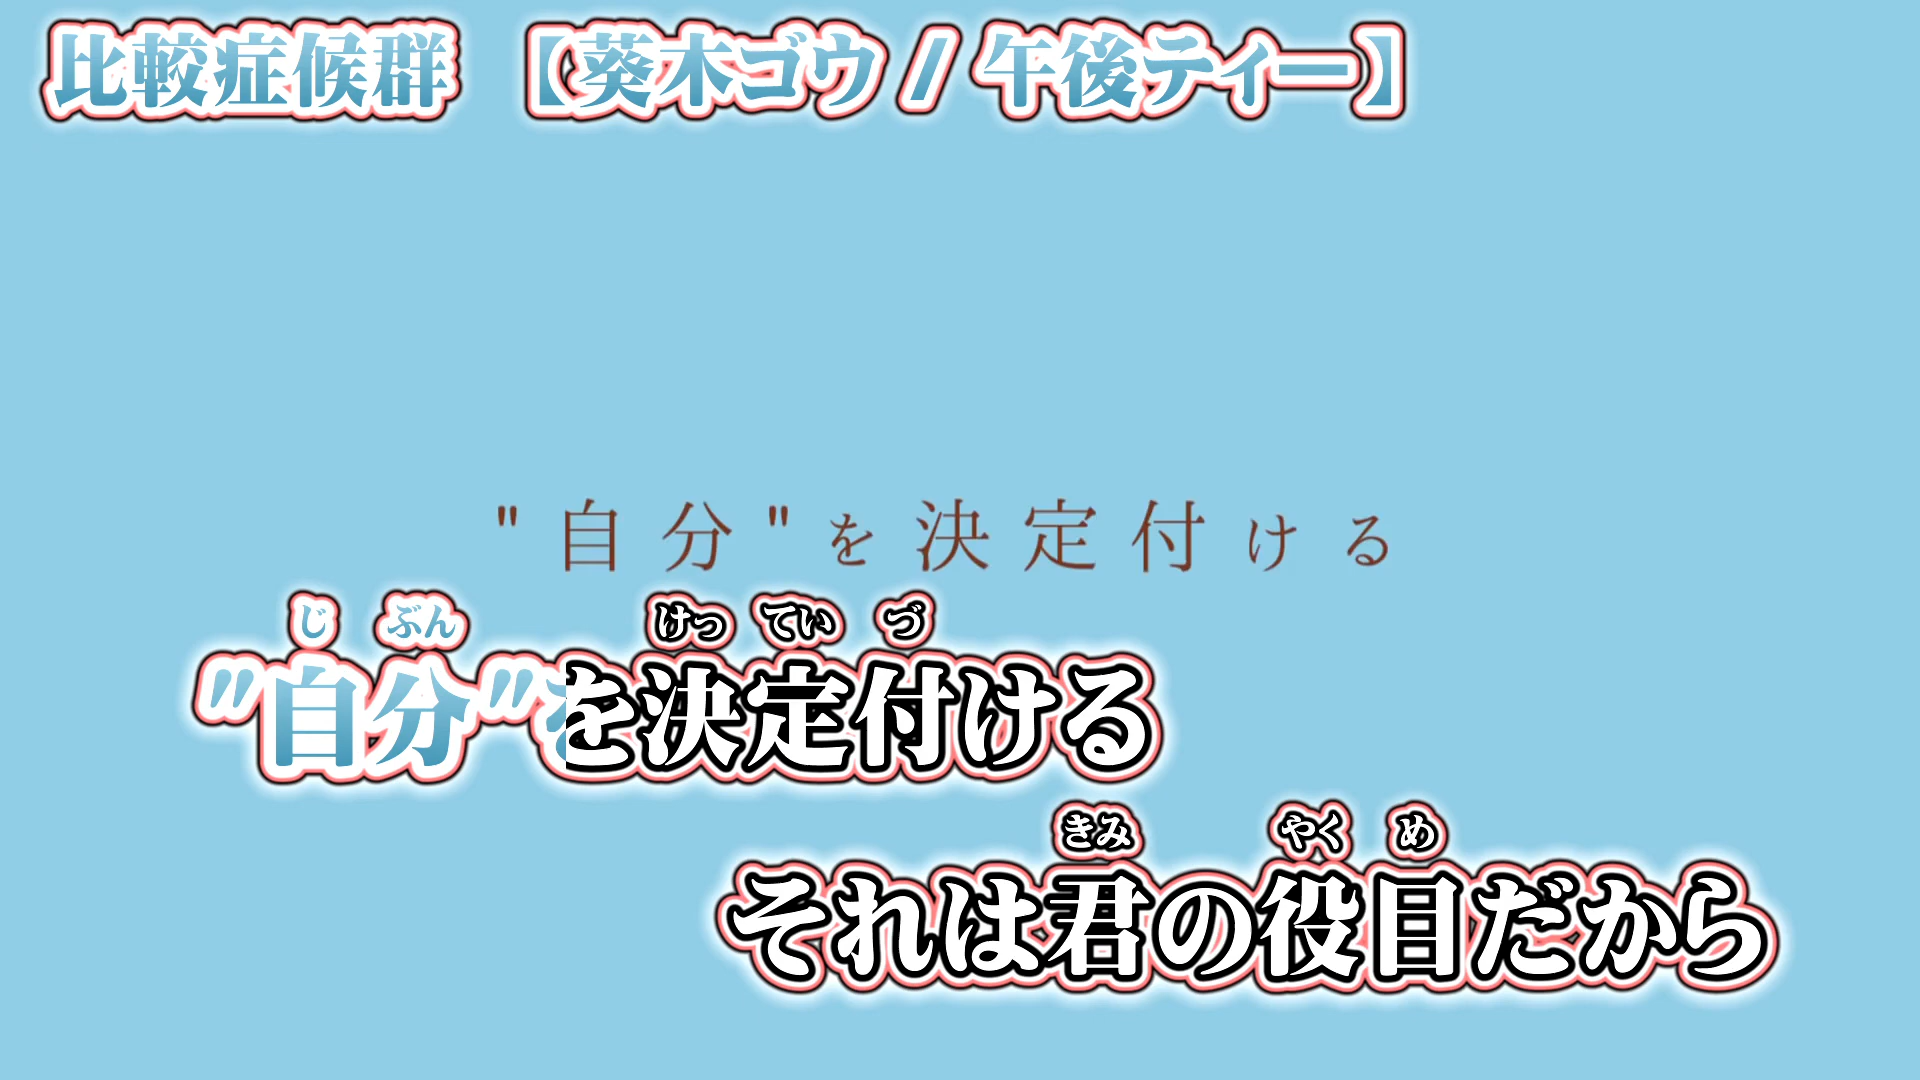 比較症候群 【葵木ゴウ / 午後ティー】
"自分"を決定付ける
じ ぶん けっ てい づ
"自分"を決定付ける
きみ やく め
それは君の役目だから